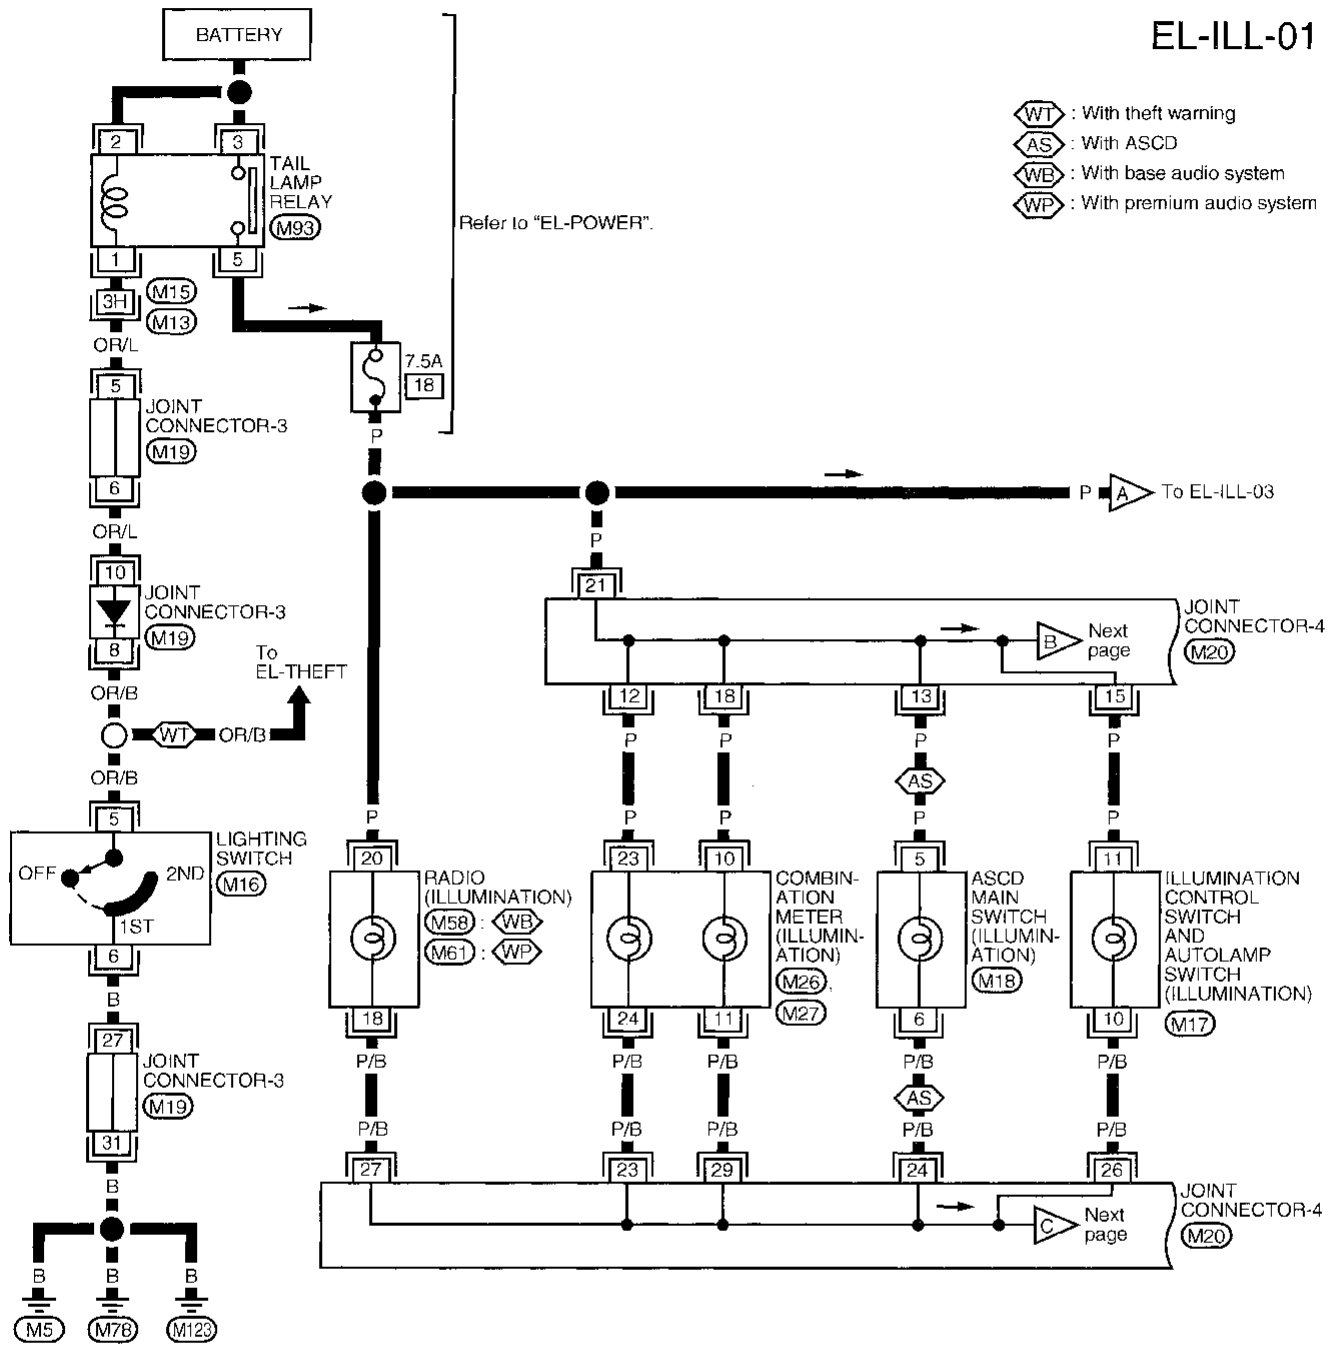 EL-ILL-01
BATTERY
WT : With theft warning
AS : With ASCD
WB : With base audio system
WP : With premium audio system
2
3
TAIL
LAMP
RELAY
M93
Refer to "EL-POWER".
1
5
3H
M15
M13
OR/L
7.5A
18
5
JOINT
CONNECTOR-3
M19
P
6
P
A
To EL-ILL-03
OR/L
P
10
21
JOINT
CONNECTOR-3
M19
JOINT
CONNECTOR-4
M20
B
Next
page
8
To
EL-THEFT
OR/B
12
18
13
15
WT
OR/B
P
P
P
P
OR/B
AS
5
P
P
P
P
P
LIGHTING
SWITCH
M16
OFF
2ND
1ST
20
23
10
5
11
RADIO
(ILLUMINATION)
M58 : WB
M61 : WP
COMBIN-
ATION
METER
(ILLUMIN-
ATION)
M26,
M27
ASCD
MAIN
SWITCH
(ILLUMIN-
ATION)
M18
ILLUMINATION
CONTROL
SWITCH
AND
AUTOLAMP
SWITCH
(ILLUMINATION)
M17
6
B
18
24
11
6
10
27
P/B
P/B
P/B
P/B
P/B
JOINT
CONNECTOR-3
M19
AS
31
P/B
P/B
P/B
P/B
P/B
27
23
29
24
26
B
JOINT
CONNECTOR-4
M20
C
Next
page
B
B
B
M5
M78
M123